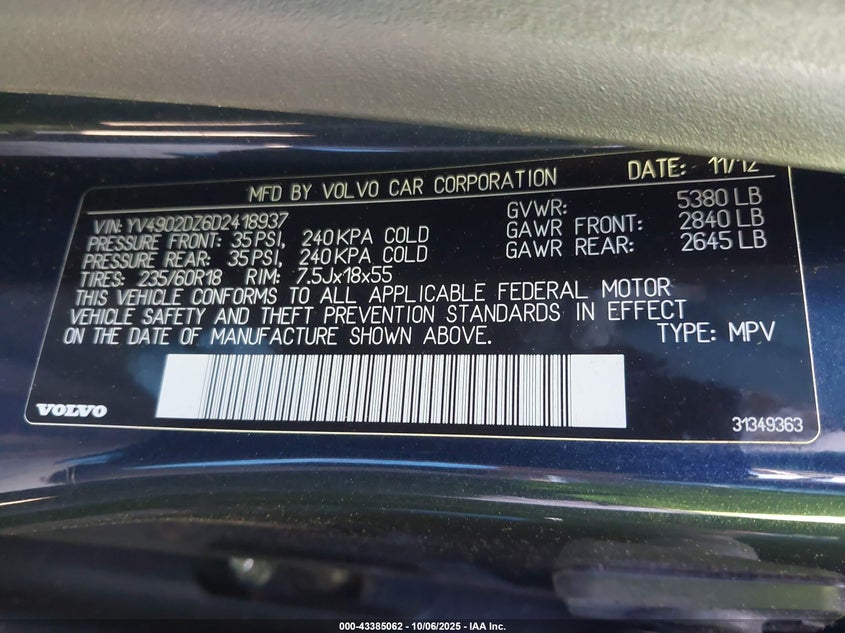 MFD BY VOLVO CAR CORPORATION DATE: 11/12
VIN: YV4902DZ6D2418937 GVWR: 5380 LB
PRESSURE FRONT: 35 PSI, 240 KPA COLD GAWR FRONT: 2840 LB
PRESSURE REAR: 35 PSI, 240 KPA COLD GAWR REAR: 2645 LB
TIRES: 235/60R18 RIM: 7.5Jx18x55
THIS VEHICLE CONFORMS TO ALL APPLICABLE FEDERAL MOTOR
VEHICLE SAFETY AND THEFT PREVENTION STANDARDS IN EFFECT
ON THE DATE OF MANUFACTURE SHOWN ABOVE. TYPE: MPV
VOLVO 31349363
000-43385062 - 10/06/2025 - IAA Inc.